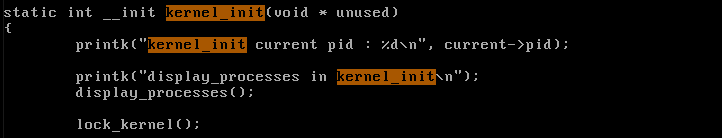 static int __init kernel_init(void * unused)
{
        printk("kernel_init current pid : %d\n", current->pid);
        printk("display_processes in kernel_init\n");
        display_processes();
        lock_kernel();